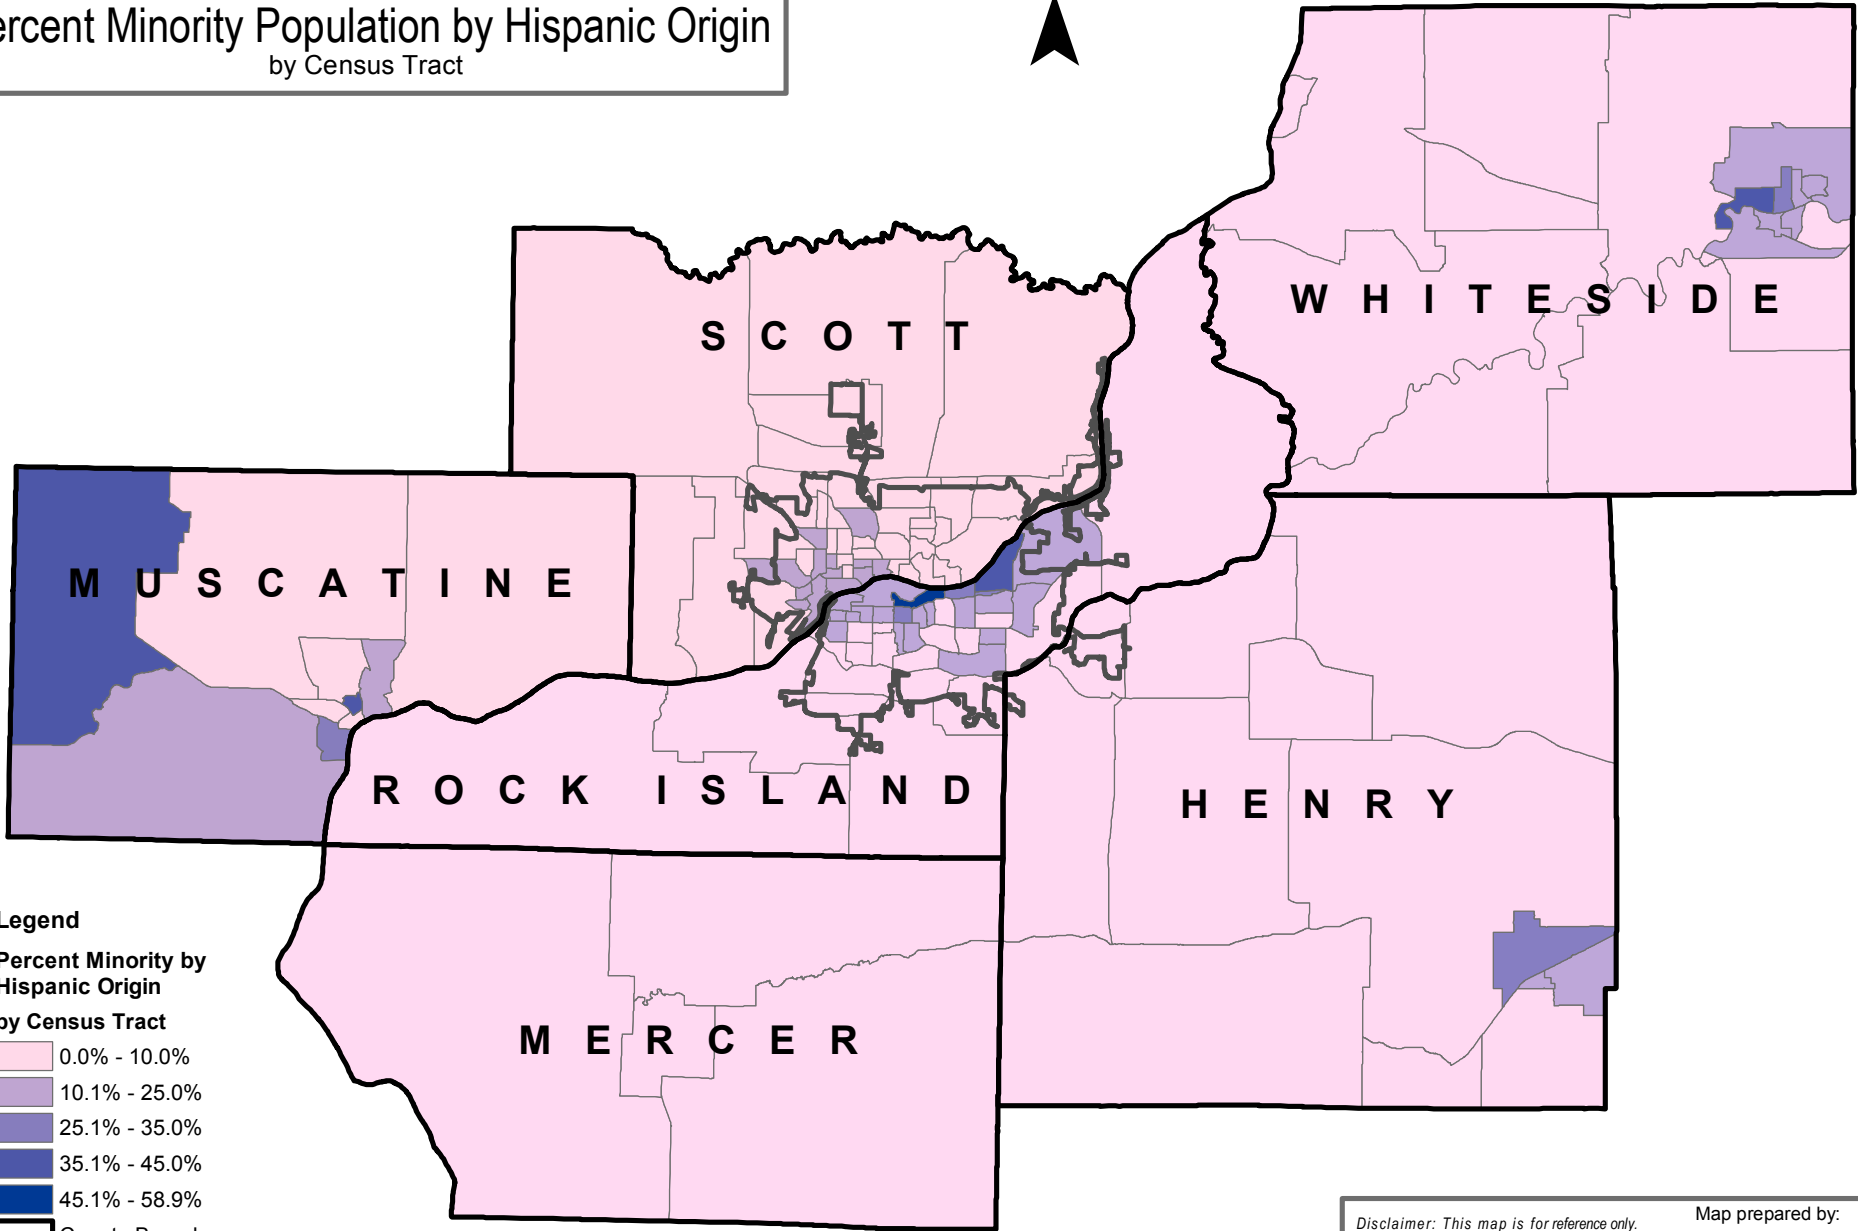 ercent Minority Population by Hispanic Origin
by Census Tract
WHITESIDE
SCOTT
MUSCATINE
ROCK ISLAND
HENRY
MERCER
Legend
Percent Minority by
Hispanic Origin
by Census Tract
0.0% - 10.0%
10.1% - 25.0%
25.1% - 35.0%
35.1% - 45.0%
45.1% - 58.9%
Disclaimer: This map is for reference only.
Map prepared by: